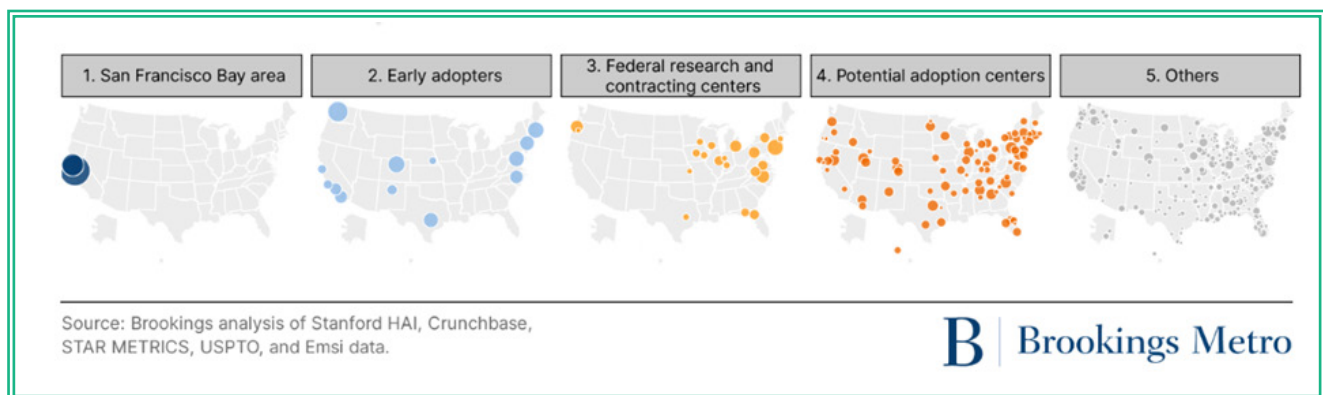 1. San Francisco Bay area
2. Early adopters
3. Federal research and
contracting centers
4. Potential adoption centers
5. Others
Source: Brookings analysis of Stanford HAI, Crunchbase,
STAR METRICS, USPTO, and Emsi data.
B | Brookings Metro